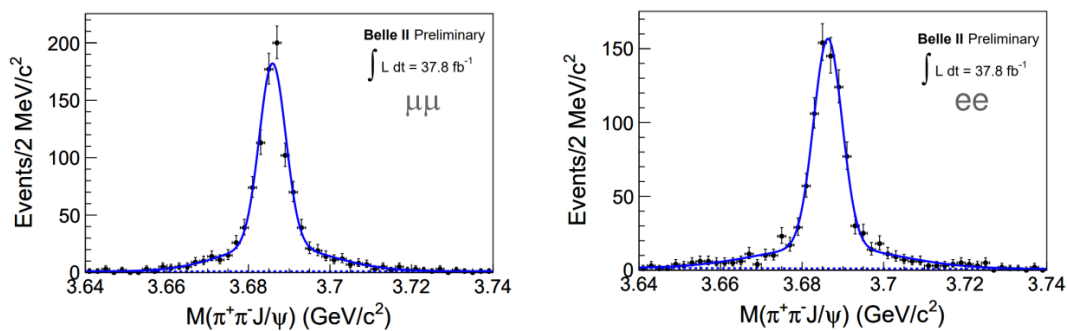 Events/2 MeV/c²
200
150
100
50
0
Belle II Preliminary
∫ L dt = 37.8 fb⁻¹
μμ
3.64 3.66 3.68 3.7 3.72 3.74
M(π⁺π⁻J/ψ) (GeV/c²)
Events/2 MeV/c²
150
100
50
0
Belle II Preliminary
∫ L dt = 37.8 fb⁻¹
ee
3.64 3.66 3.68 3.70 3.72 3.74
M(π⁺π⁻J/ψ) (GeV/c²)